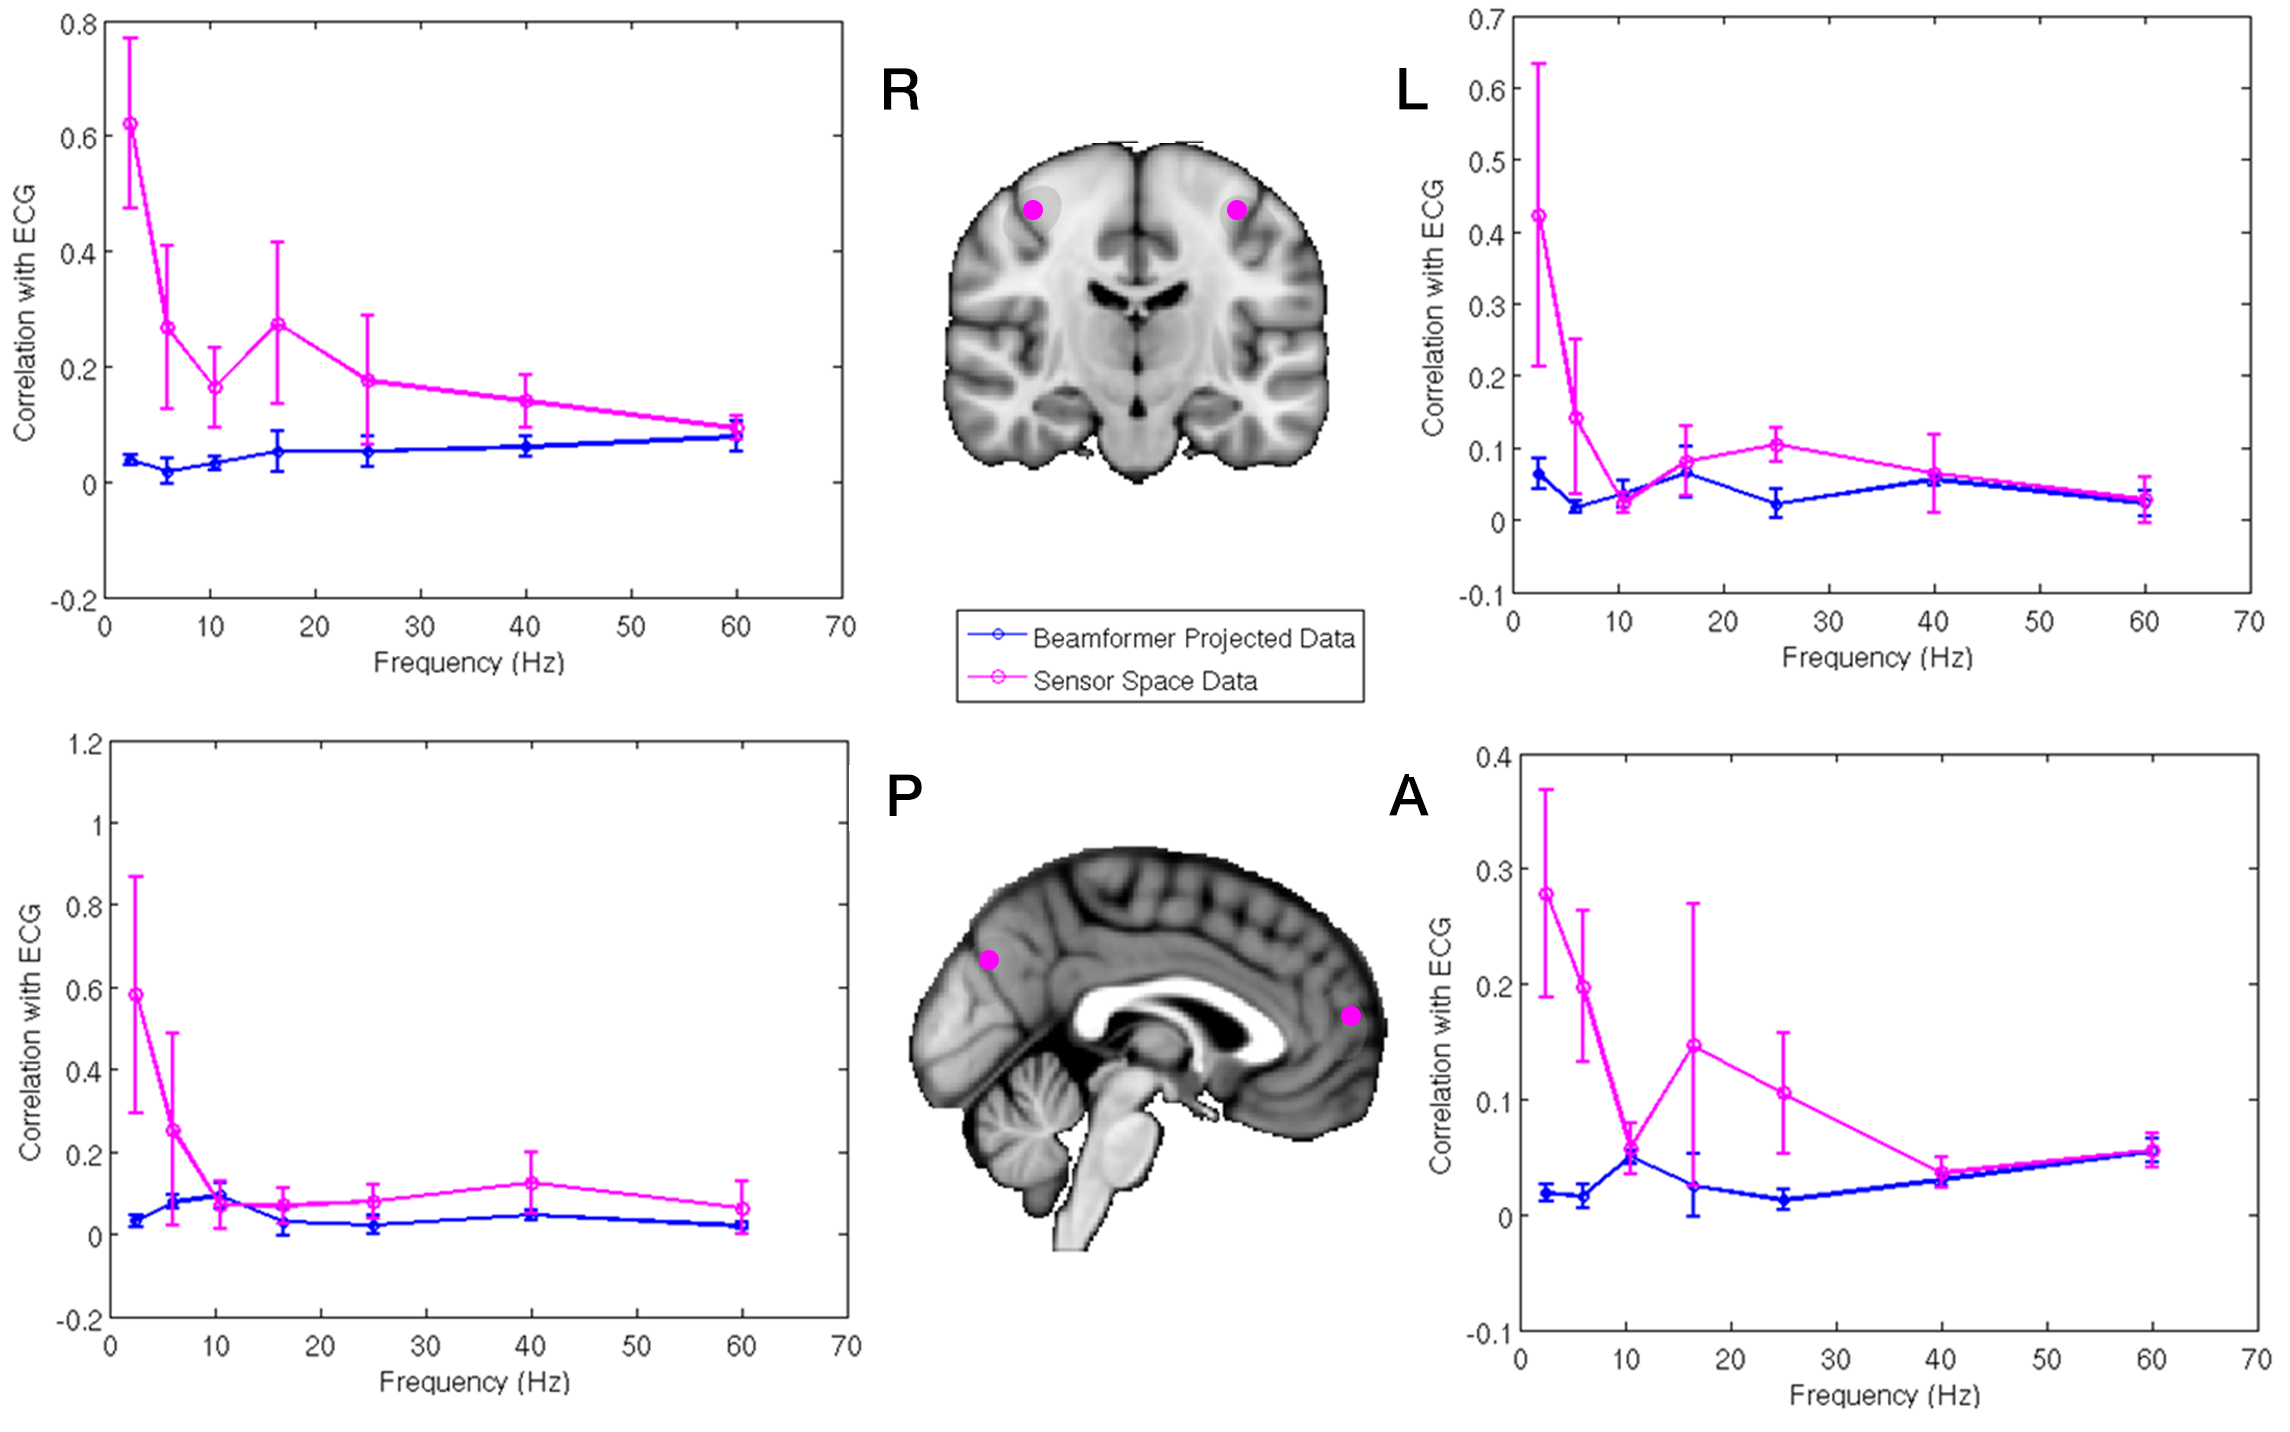 0.8
0.6
0.4
0.2
0
-0.2
Correlation with ECG
0 10 20 30 40 50 60 70
Frequency (Hz)
R
L
0.7
0.6
0.5
0.4
0.3
0.2
0.1
0
-0.1
Correlation with ECG
0 10 20 30 40 50 60 70
Frequency (Hz)
Beamformer Projected Data
Sensor Space Data
1.2
1
0.8
0.6
0.4
0.2
0
-0.2
Correlation with ECG
0 10 20 30 40 50 60 70
Frequency (Hz)
P
A
0.4
0.3
0.2
0.1
0
-0.1
Correlation with ECG
0 10 20 30 40 50 60 70
Frequency (Hz)